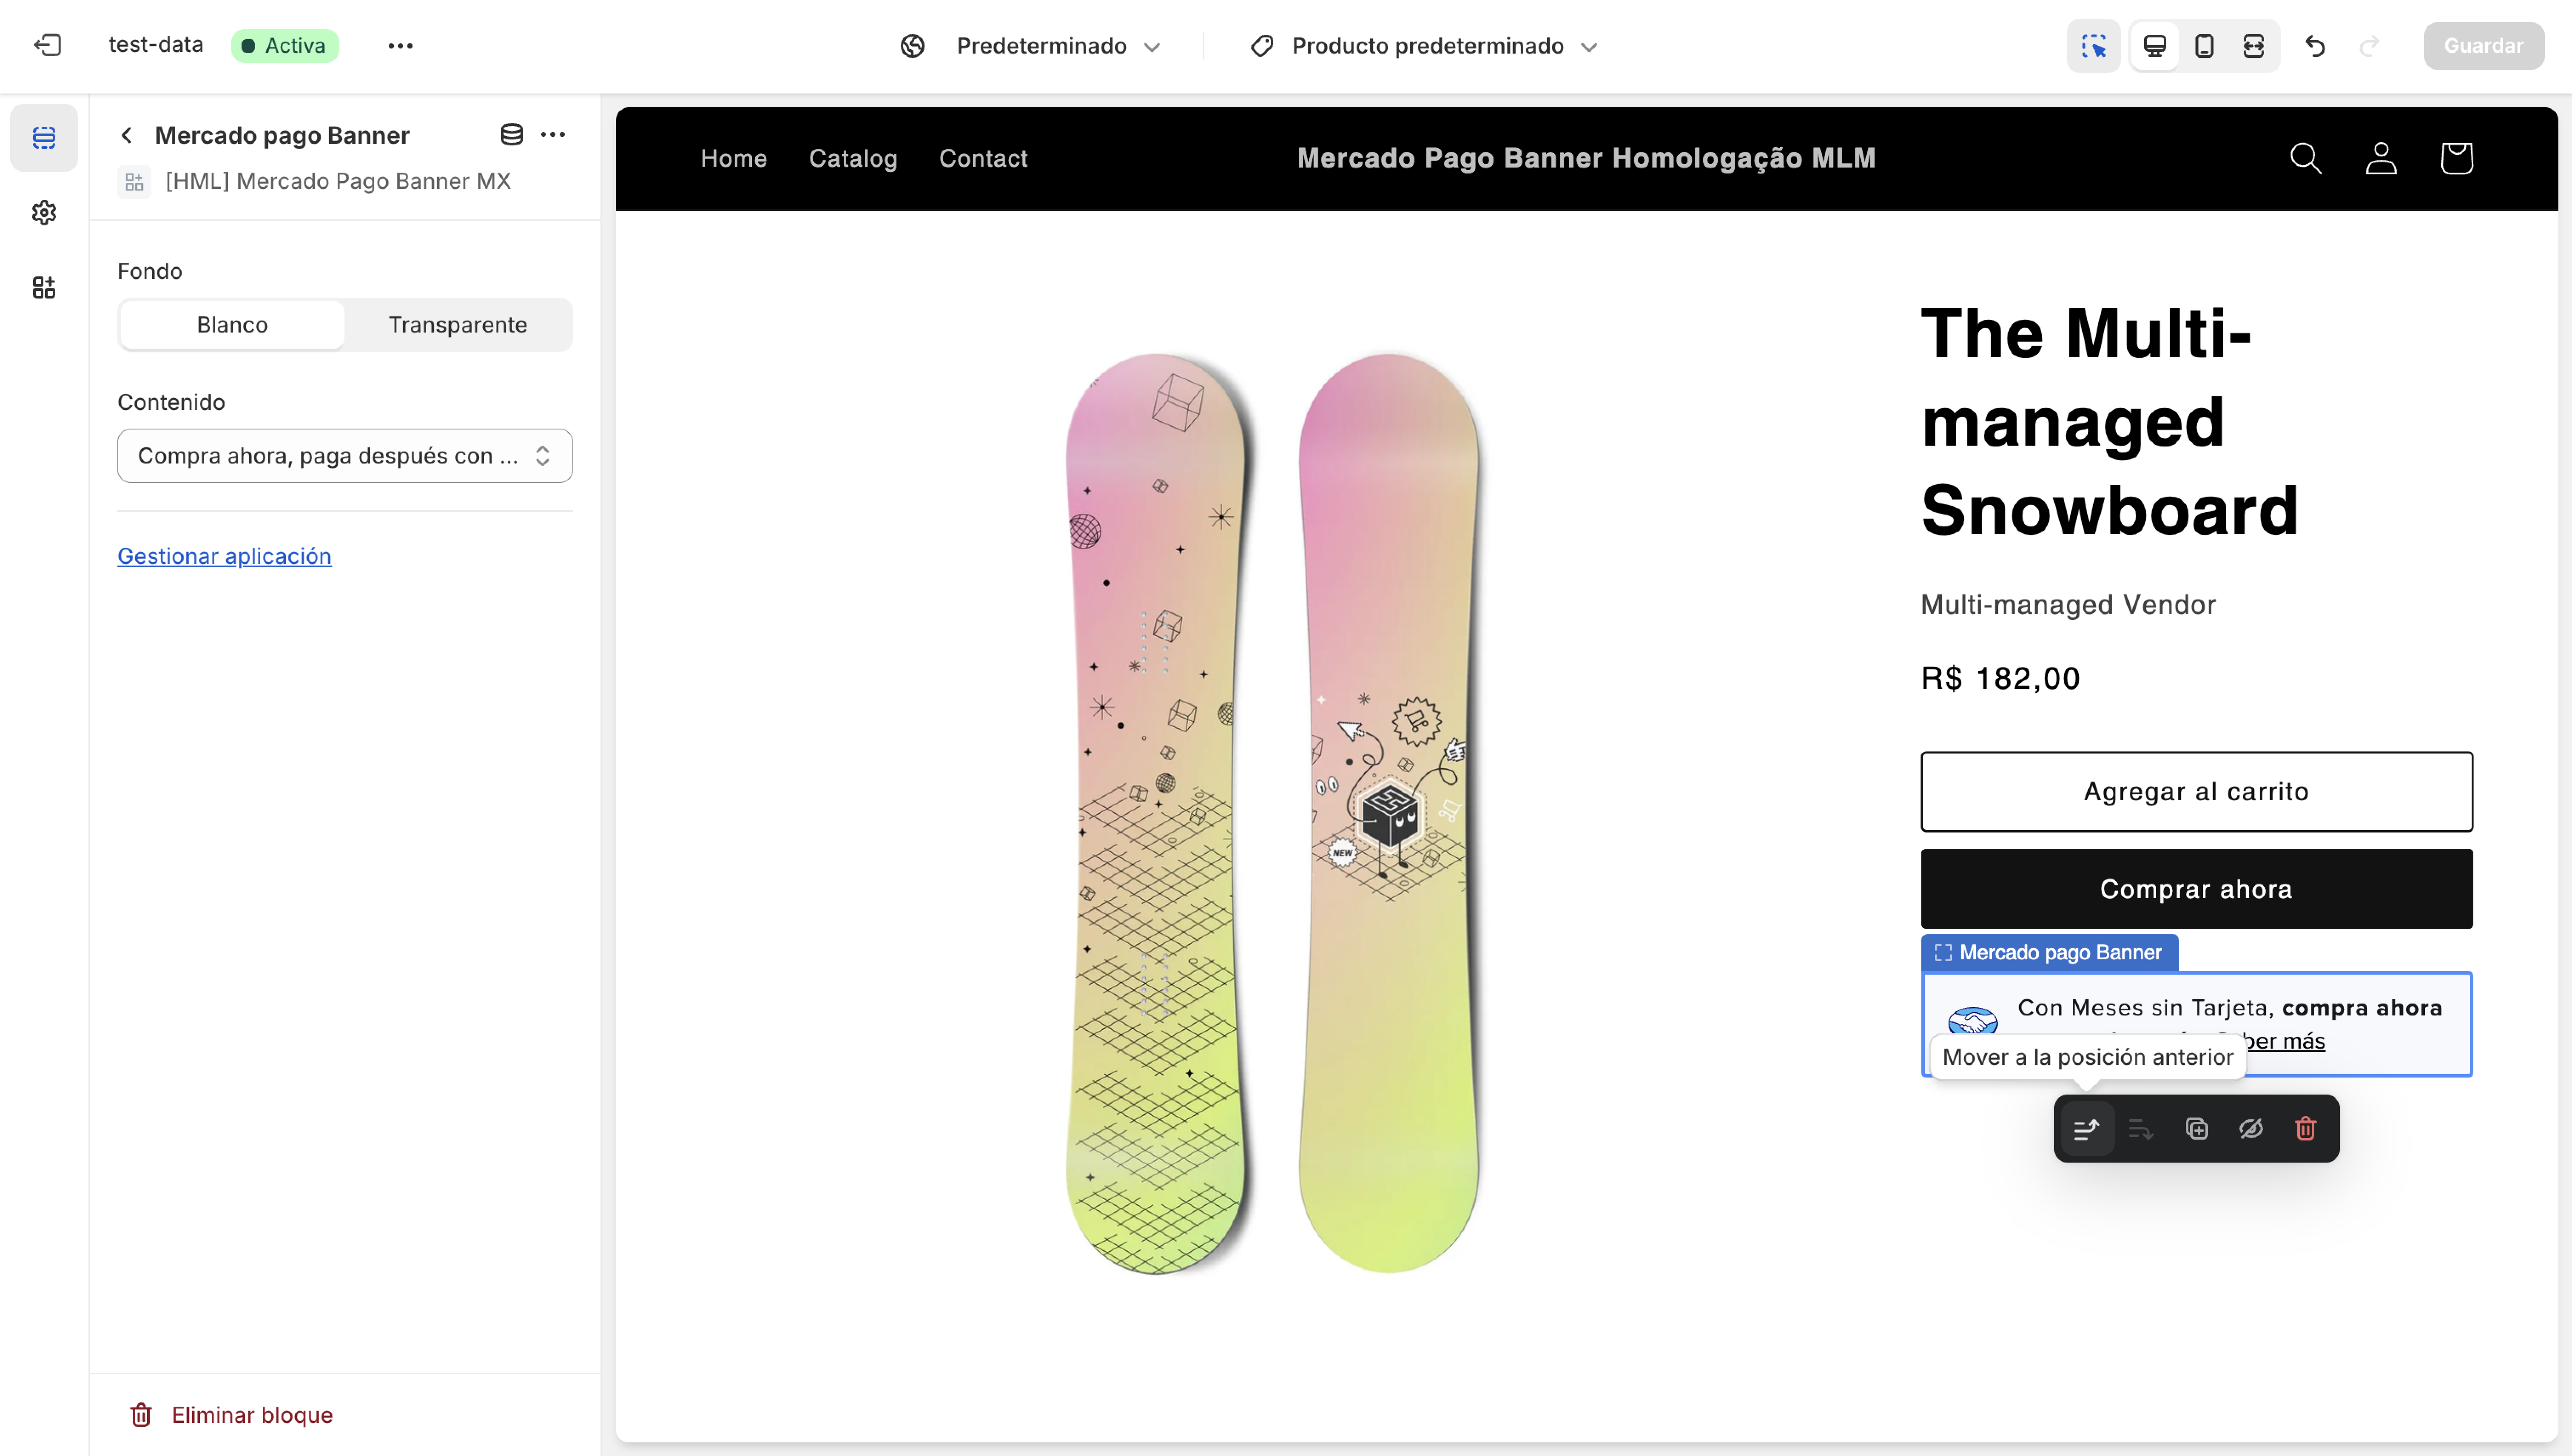 test-data
Activa
Predeterminado
Producto predeterminado
Guardar
Mercado pago Banner
[HML] Mercado Pago Banner MX
Fondo
Blanco
Transparente
Contenido
Compra ahora, paga después con ...
Gestionar aplicación
Eliminar bloque
Home
Catalog
Contact
Mercado Pago Banner Homologação MLM
NEW
The Multi-
managed
Snowboard
Multi-managed Vendor
R$ 182,00
Agregar al carrito
Comprar ahora
Mercado pago Banner
Con Meses sin Tarjeta, compra ahora
más
Mover a la posición anterior